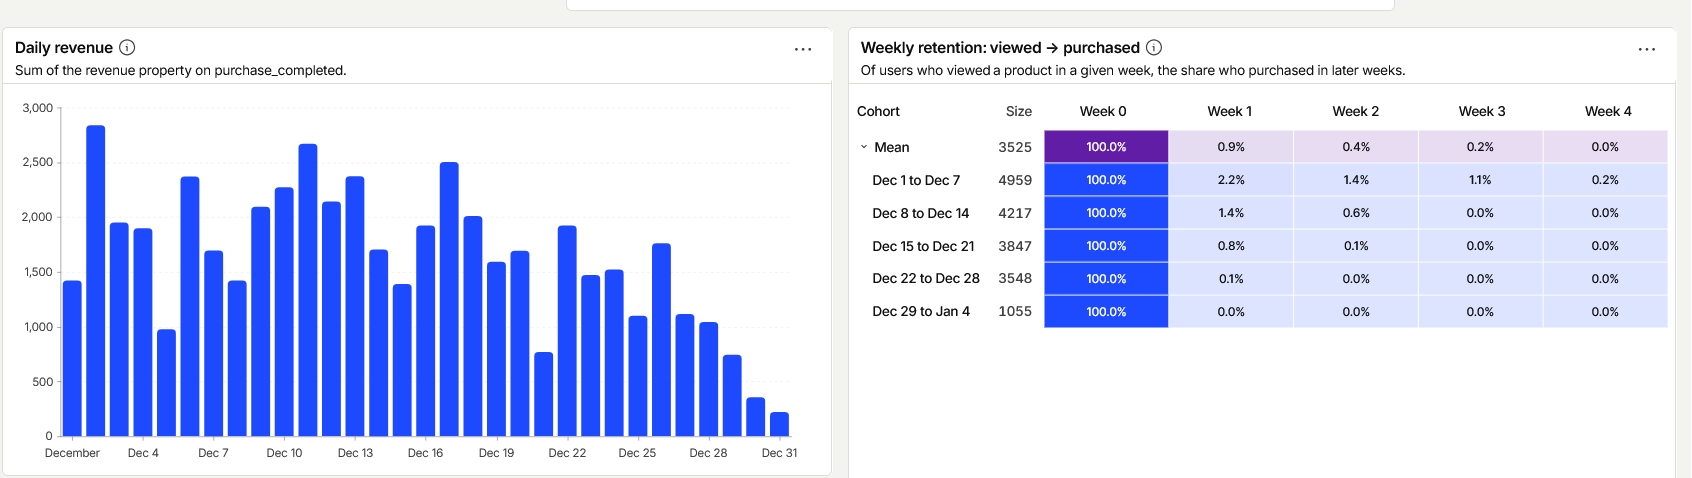 Daily revenue
Sum of the revenue property on purchase_completed.
3,000
2,500
2,000
1,500
1,000
500
0
December Dec 4 Dec 7 Dec 10 Dec 13 Dec 16 Dec 19 Dec 22 Dec 25 Dec 28 Dec 31
Weekly retention: viewed → purchased
Of users who viewed a product in a given week, the share who purchased in later weeks.
Cohort Size Week 0 Week 1 Week 2 Week 3 Week 4
Mean 3525 100.0% 0.9% 0.4% 0.2% 0.0%
Dec 1 to Dec 7 4959 100.0% 2.2% 1.4% 1.1% 0.2%
Dec 8 to Dec 14 4217 100.0% 1.4% 0.6% 0.0% 0.0%
Dec 15 to Dec 21 3847 100.0% 0.8% 0.1% 0.0% 0.0%
Dec 22 to Dec 28 3548 100.0% 0.1% 0.0% 0.0% 0.0%
Dec 29 to Jan 4 1055 100.0% 0.0% 0.0% 0.0% 0.0%